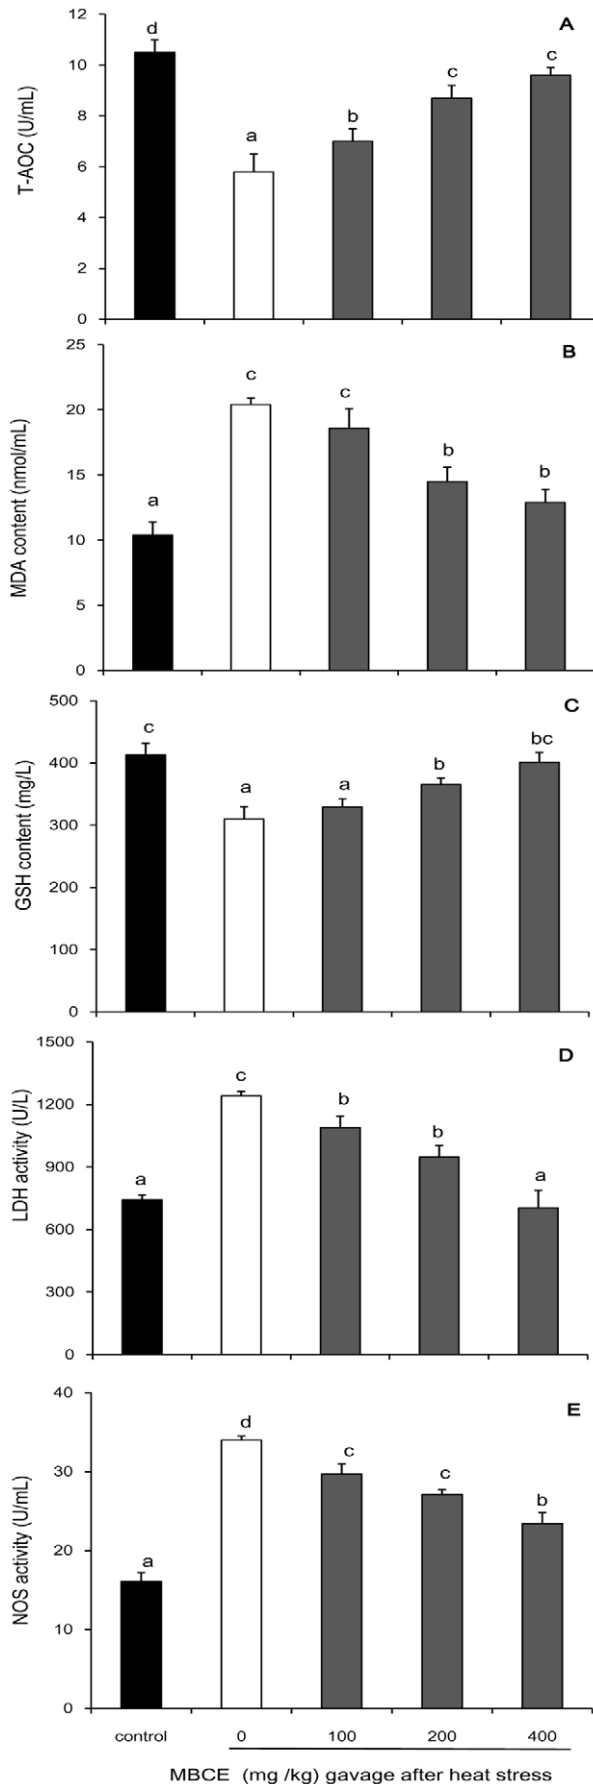 A
T-AOC (U/mL)
12
10
8
6
4
2
0
d
a
b
c
c
B
MDA content (nmol/mL)
25
20
15
10
5
0
a
c
c
b
b
C
GSH content (mg/L)
500
400
300
200
100
0
c
a
a
b
bc
D
LDH activity (U/L)
1500
1200
900
600
300
0
a
c
b
b
a
E
NOS activity (U/mL)
40
30
20
10
0
a
d
c
c
b
control 0 100 200 400
MBCE (mg /kg) gavage after heat stress